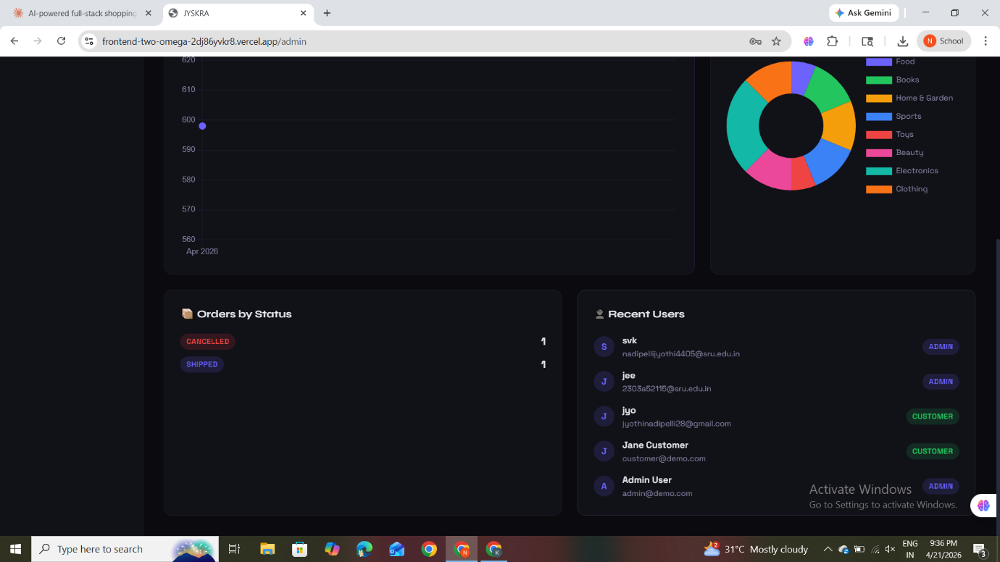 AI-powered full-stack shopping
JYSKRA
Ask Gemini
frontend-two-omega-2dj86yvkr8.vercel.app/admin
N
School
620
610
600
590
580
570
560
Apr 2026
Food
Books
Home & Garden
Sports
Toys
Beauty
Electronics
Clothing
Orders by Status
CANCELLED 1
SHIPPED 1
Recent Users
S
svk
nadipellijyothi4405@sru.edu.in
ADMIN
J
jee
2303a52115@sru.edu.in
ADMIN
J
jyo
jyothinadipelli28@gmail.com
CUSTOMER
J
Jane Customer
customer@demo.com
CUSTOMER
A
Admin User
admin@demo.com
ADMIN
Activate Windows
Go to Settings to activate Windows.
Type here to search
N
K
2
31°C Mostly cloudy
ENG
IN
9:36 PM
4/21/2026
3